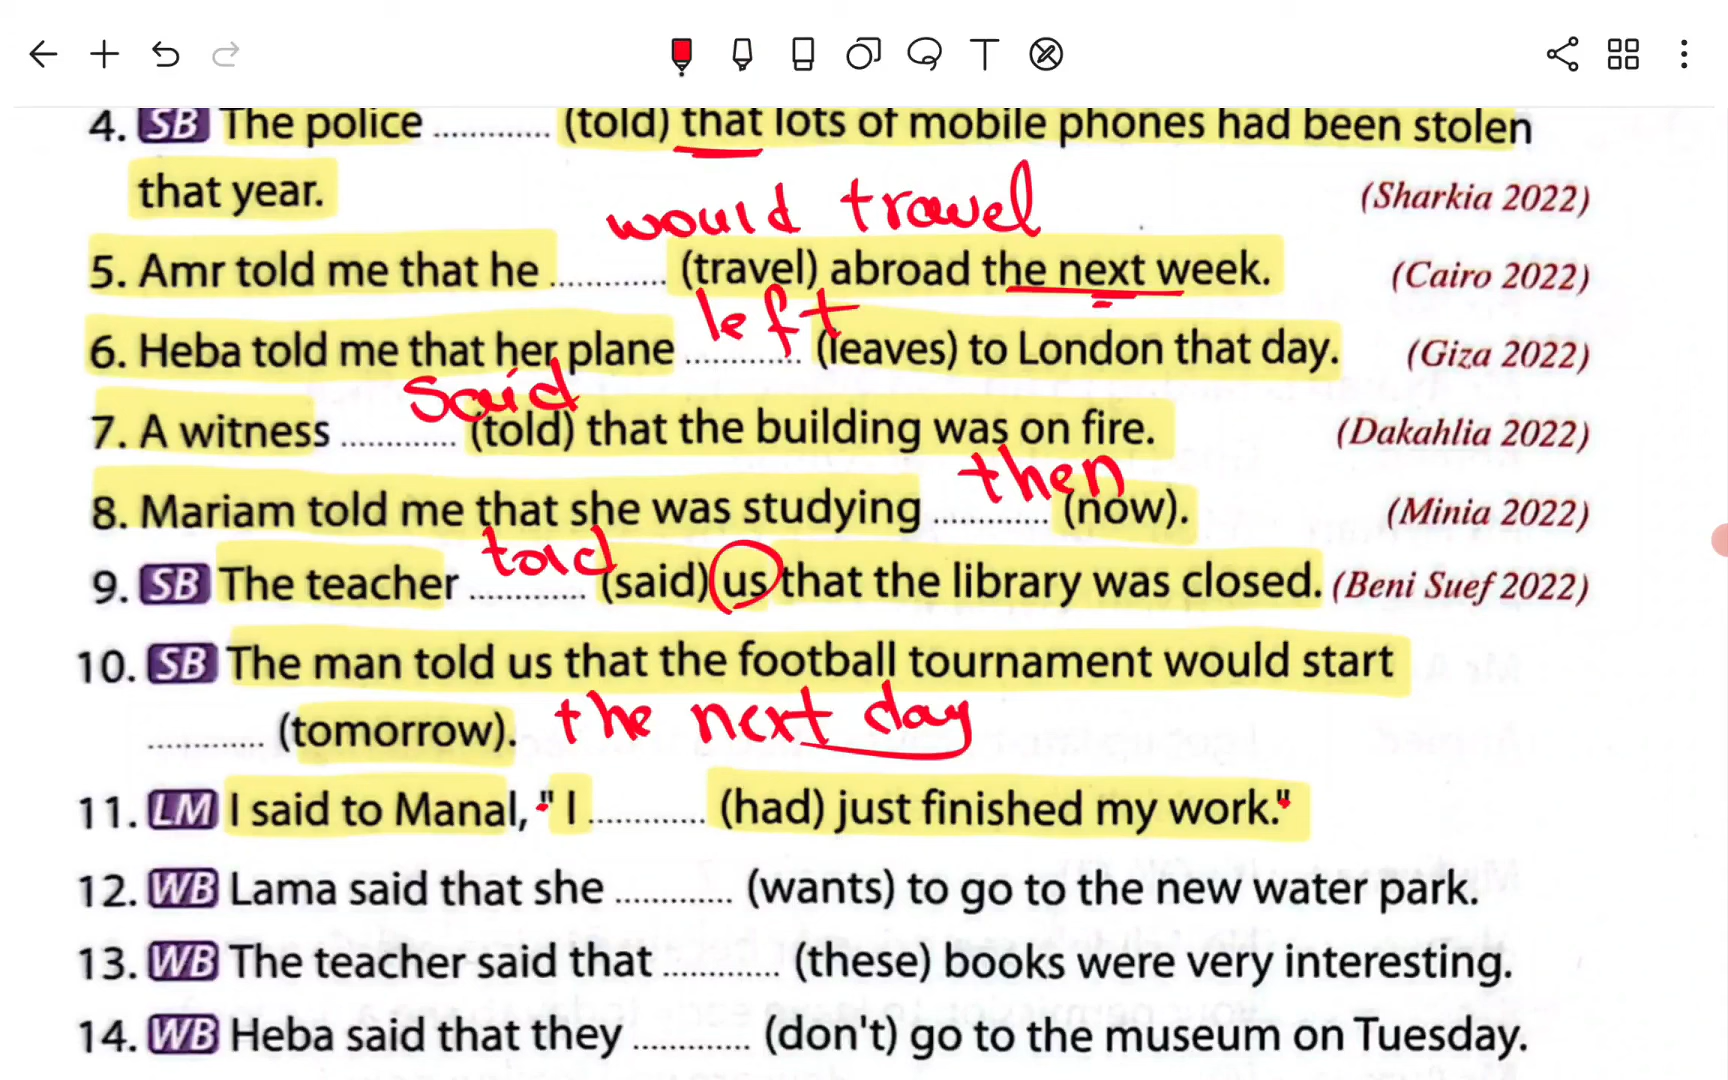 4. SB The police ............ (told) that lots of mobile phones had been stolen
that year. (Sharkia 2022)
would travel
5. Amr told me that he ............ (travel) abroad the next week. (Cairo 2022)
left
6. Heba told me that her plane ............ (leaves) to London that day. (Giza 2022)
said
7. A witness ............ (told) that the building was on fire. (Dakahlia 2022)
then
8. Mariam told me that she was studying ............ (now). (Minia 2022)
told
9. SB The teacher ............ (said) us that the library was closed. (Beni Suef 2022)
10. SB The man told us that the football tournament would start
............ (tomorrow). the next day
11. LM I said to Manal, " I ............ (had) just finished my work."
12. WB Lama said that she ............ (wants) to go to the new water park.
13. WB The teacher said that ............ (these) books were very interesting.
14. WB Heba said that they ............ (don't) go to the museum on Tuesday.